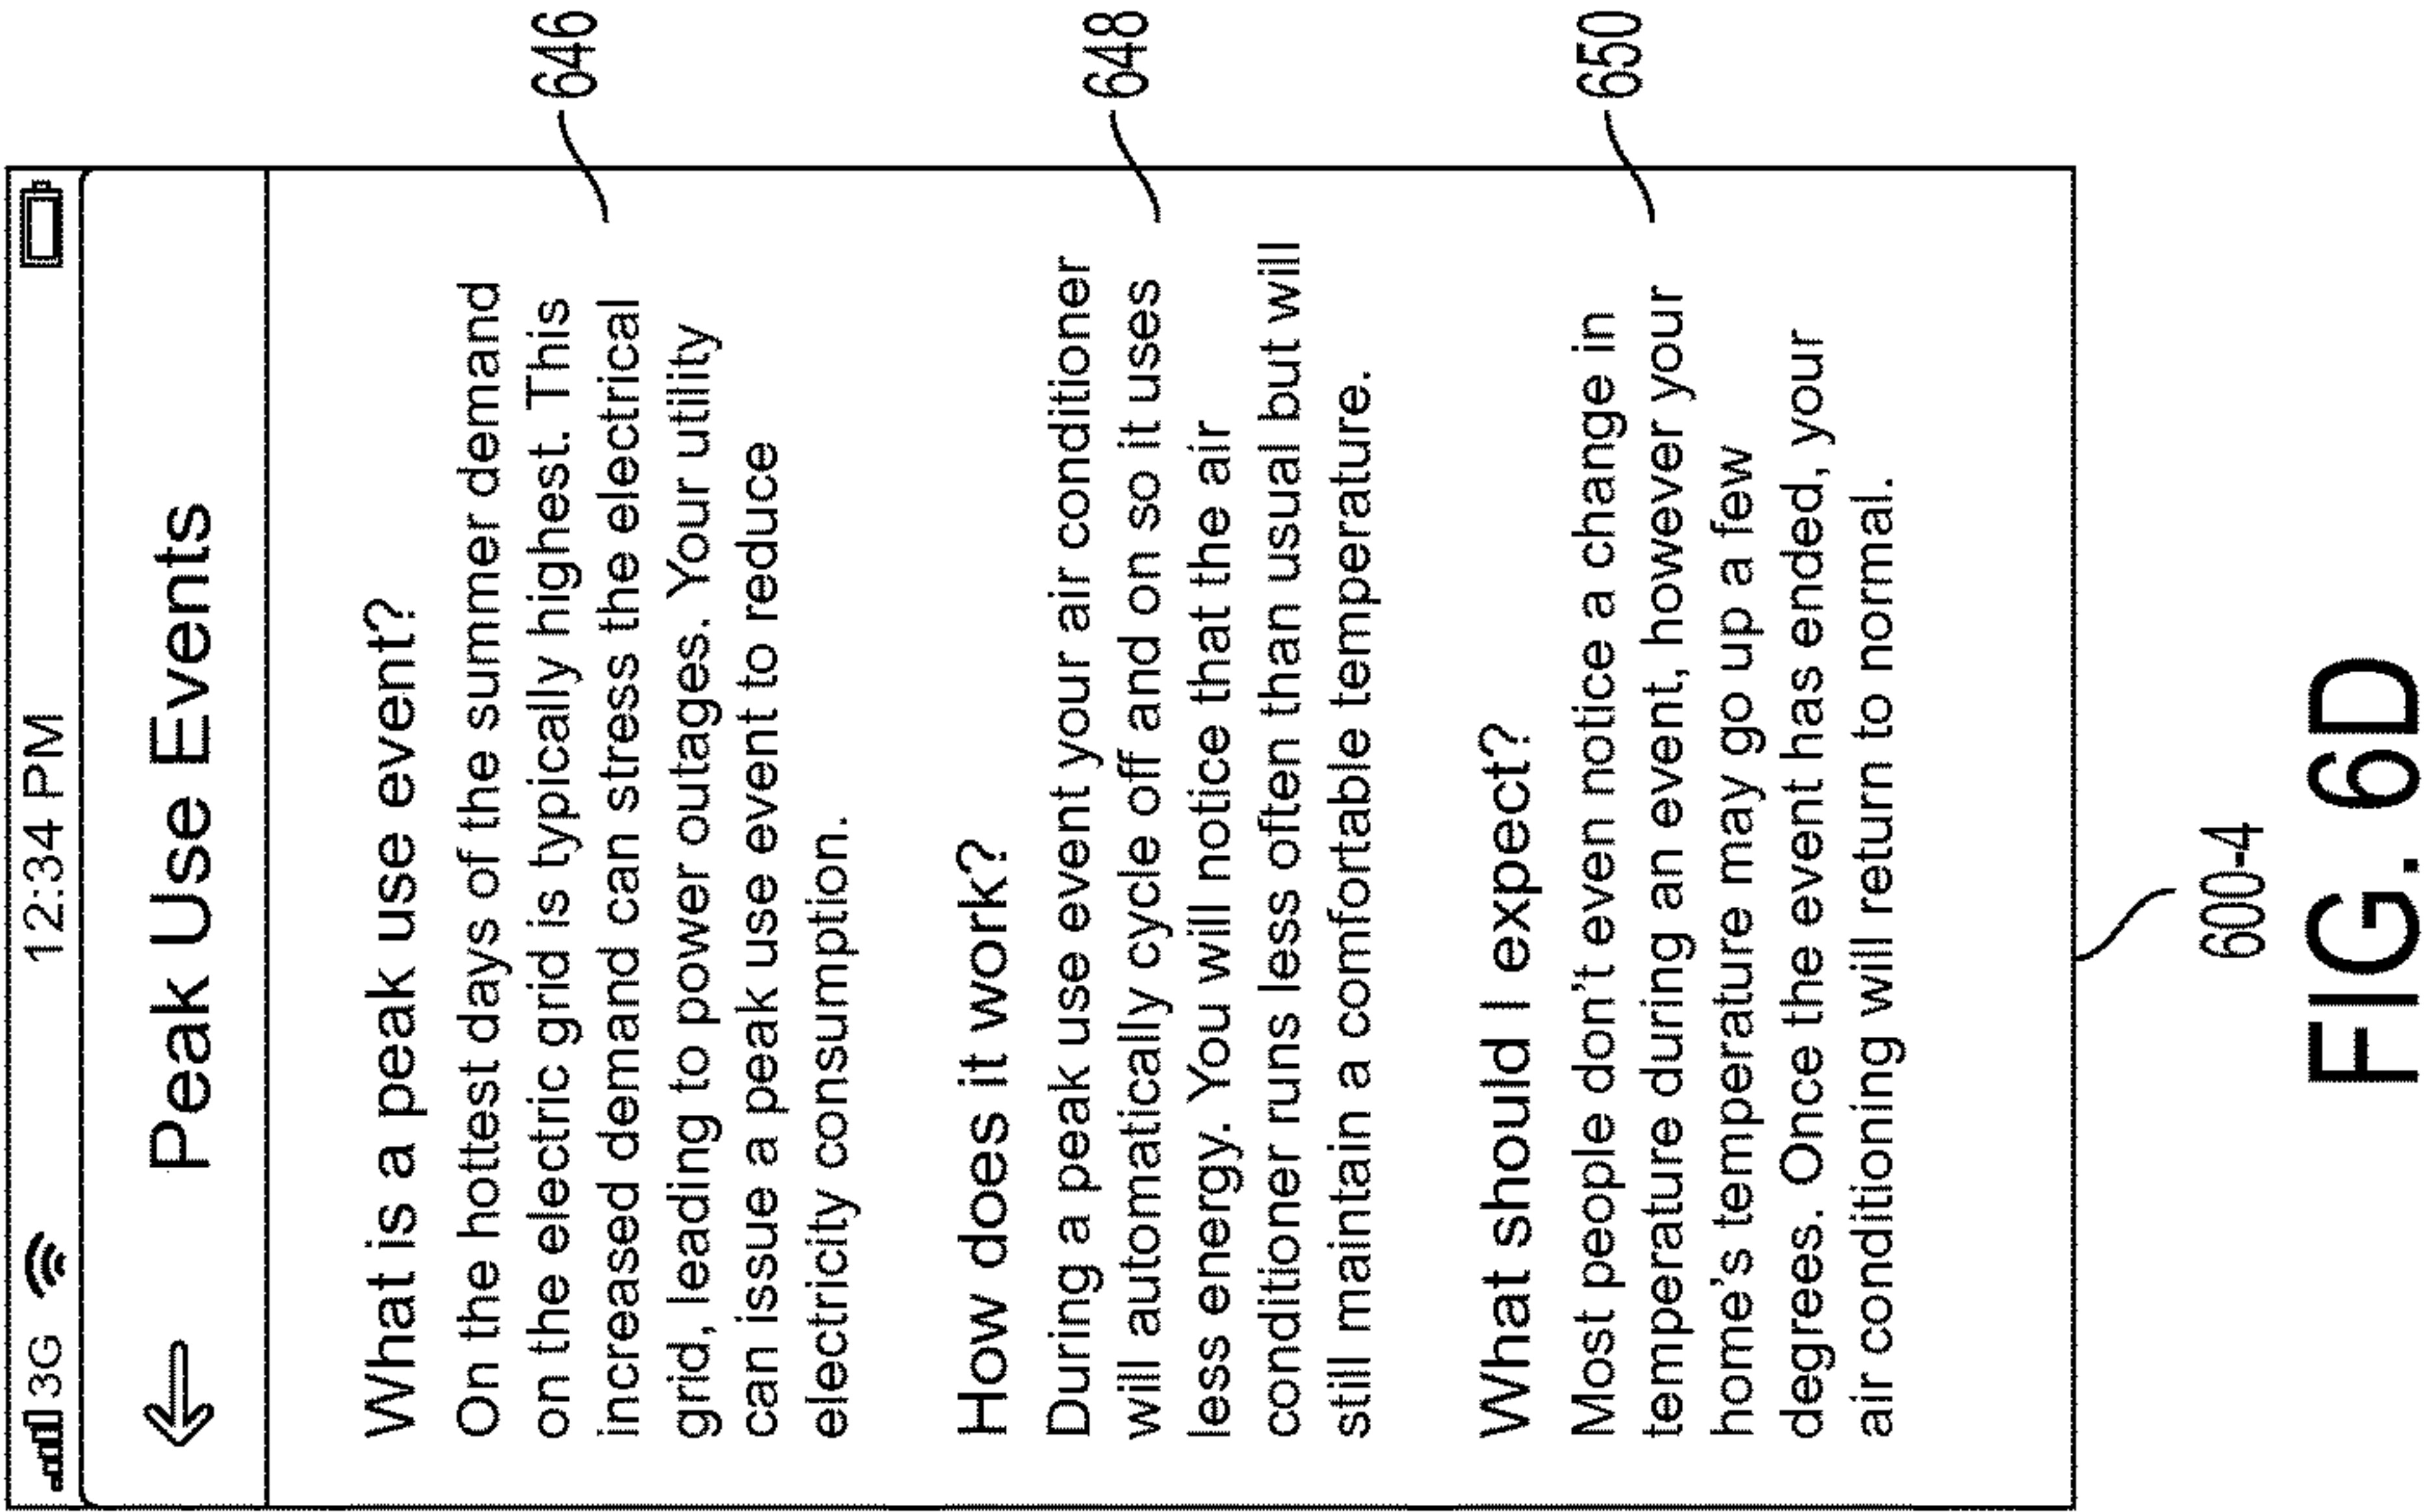 3G 12:34 PM
Peak Use Events
What is a peak use event?
On the hottest days of the summer demand
on the electric grid is typically highest. This
increased demand can stress the electrical
grid, leading to power outages. Your utility
can issue a peak use event to reduce
electricity consumption.
646
How does it work?
During a peak use event your air conditioner
will automatically cycle off and on so it uses
less energy. You will notice that the air
conditioner runs less often than usual but will
still maintain a comfortable temperature.
648
What should I expect?
Most people don't even notice a change in
temperature during an event, however your
home's temperature may go up a few
degrees. Once the event has ended, your
air conditioning will return to normal.
650
600-4
FIG. 6D